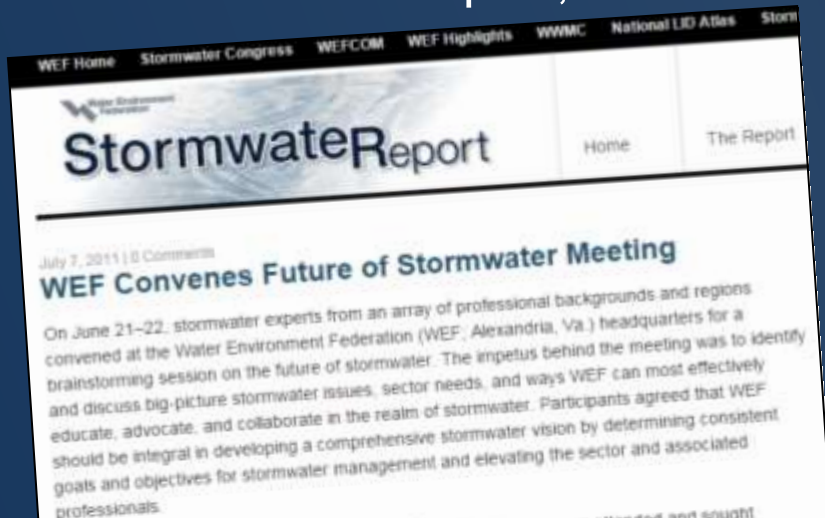 WEF Home Stormwater Congress WEFCOM WEF Highlights WWMC National LID Atlas Storm
Water Environment
Federation
StormwateReport
Home The Report
July 7, 2011 | 0 Comments
WEF Convenes Future of Stormwater Meeting
On June 21–22, stormwater experts from an array of professional backgrounds and regions
convened at the Water Environment Federation (WEF; Alexandria, Va.) headquarters for a
brainstorming session on the future of stormwater. The impetus behind the meeting was to identify
and discuss big-picture stormwater issues, sector needs, and ways WEF can most effectively
educate, advocate, and collaborate in the realm of stormwater. Participants agreed that WEF
should be integral in developing a comprehensive stormwater vision by determining consistent
goals and objectives for stormwater management and elevating the sector and associated
professionals.
and sought